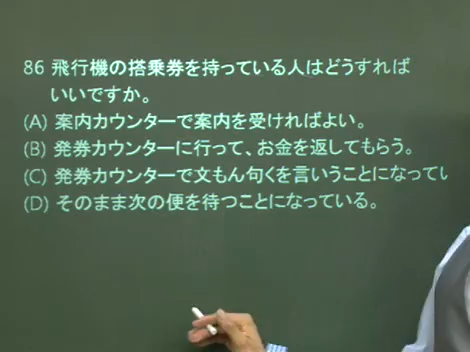 86 飛行機の搭乗券を持っている人はどうすれば
いいですか。
(A) 案内カウンターで案内を受ければよい。
(B) 発券カウンターに行って、お金を返してもらう。
(C) 発券カウンターで文もん句くを言いうことになってい
(D) そのまま次の便を待つことになっている。